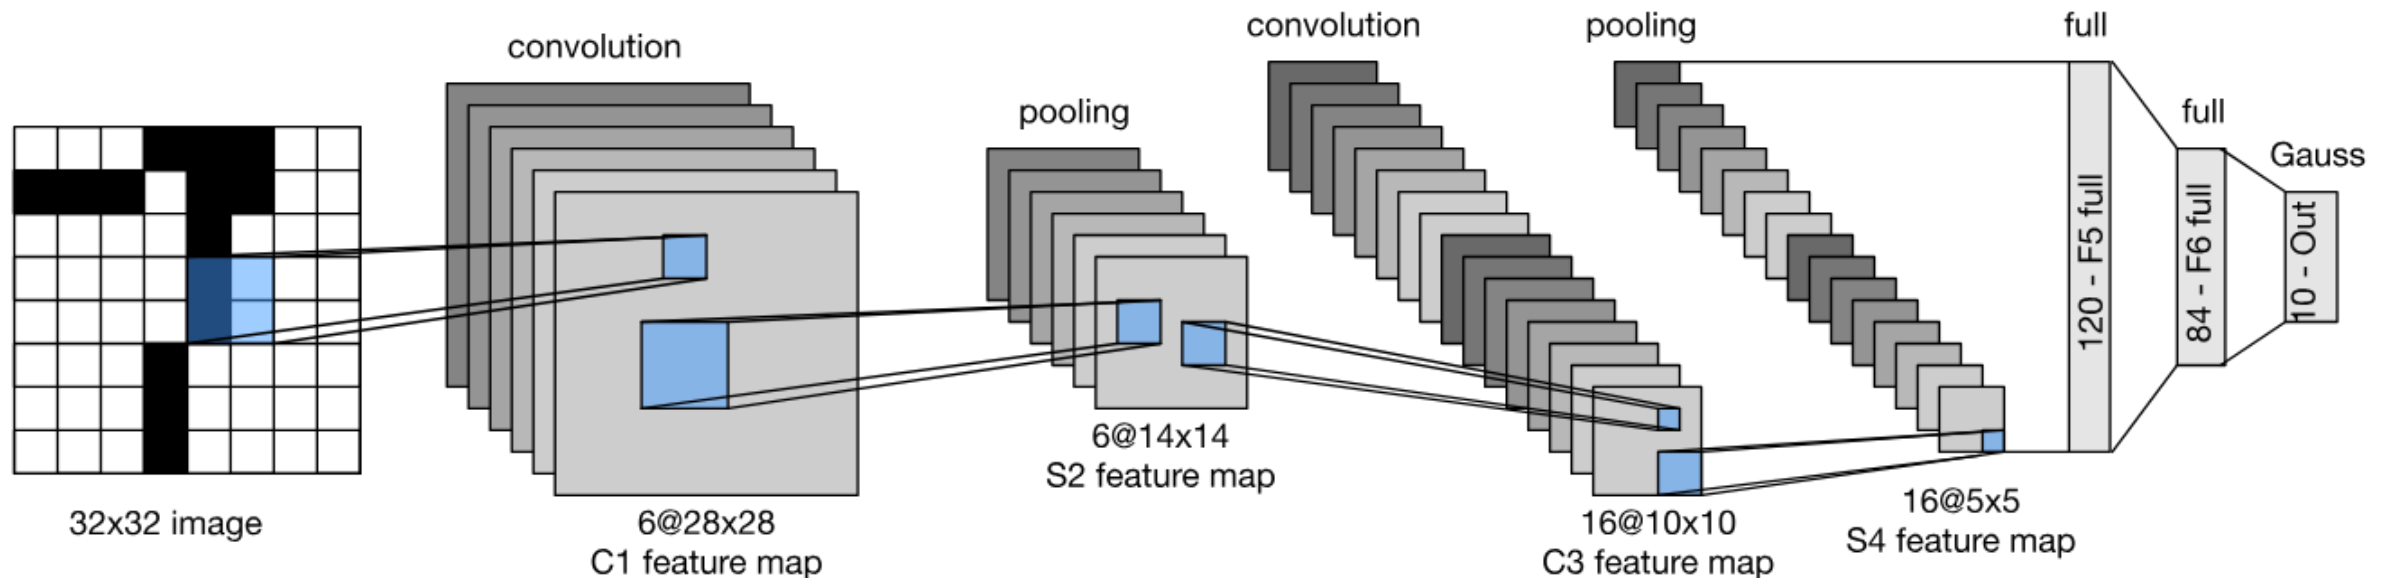 convolution
pooling
convolution
pooling
full
full
Gauss
120 - F5 full
84 - F6 full
10 - Out
32x32 image
6@28x28
C1 feature map
6@14x14
S2 feature map
16@10x10
C3 feature map
16@5x5
S4 feature map